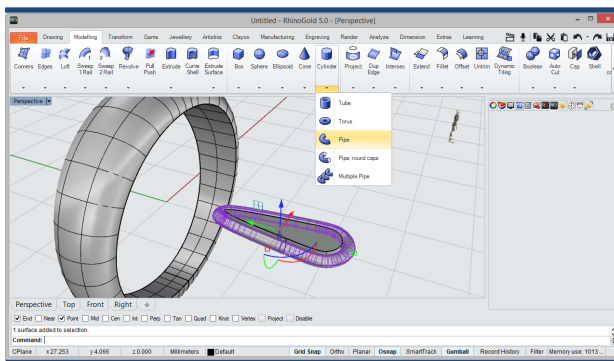 Untitled - RhinoGold 5.0 - [Perspective]
File Drawing Modelling Transform Gems Jewellery Artistics Clayoo Manufacturing Engraving Render Analyze Dimension Extras Learning
Corners Edges Loft Sweep 1 Rail Sweep 2 Rail Revolve Pull Push Extrude Curve Shell Extrude Surface Box Sphere Ellipsoid Cone Cylinder Project Dup Edge Intersec Extend Fillet Offset Untrim Dynamic Tiling Boolean Auto Cut Cap Shell
Perspective
Tube
Torus
Pipe
Pipe, round caps
Multiple Pipe
Perspective Top Front Right
End Near Point Mid Cen Int Perp Tan Quad Knot Vertex Project Disable
1 surface added to selection.
Command:
CPlane x 27.253 y 4.066 z 0.000 Millimeters Default Grid Snap Ortho Planar Osnap SmartTrack Gumball Record History Filter Memory use: 1013...